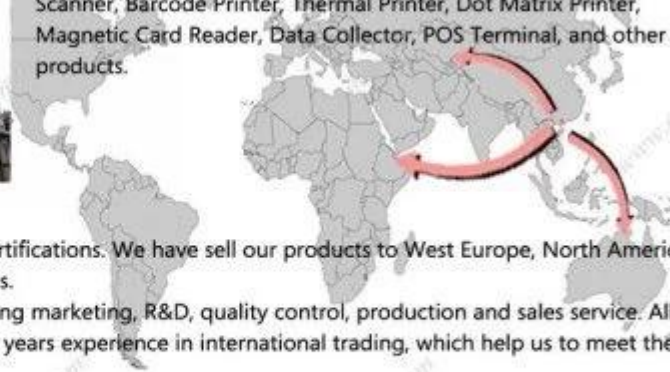 Scanner, Barcode Printer, Thermal Printer, Dot Matrix Printer,
Magnetic Card Reader, Data Collector, POS Terminal, and other
products.
rtifications. We have sell our products to West Europe, North Americ
s.
ng marketing, R&D, quality control, production and sales service. Al
years experience in international trading, which help us to meet the